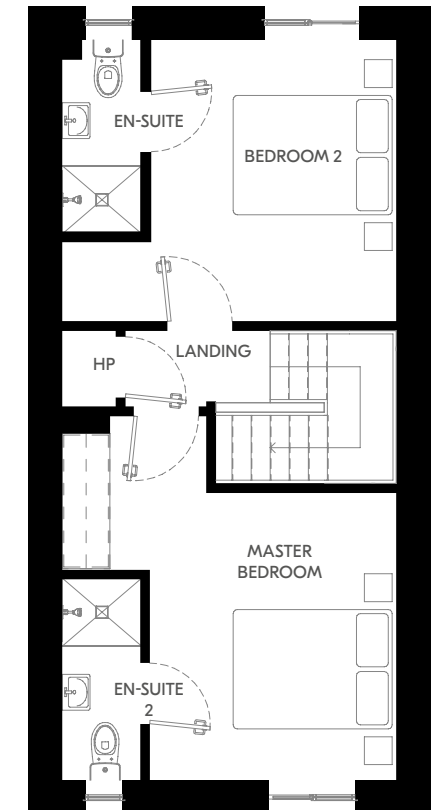 EN-SUITE
BEDROOM 2
HP
LANDING
MASTER
BEDROOM
EN-SUITE
2